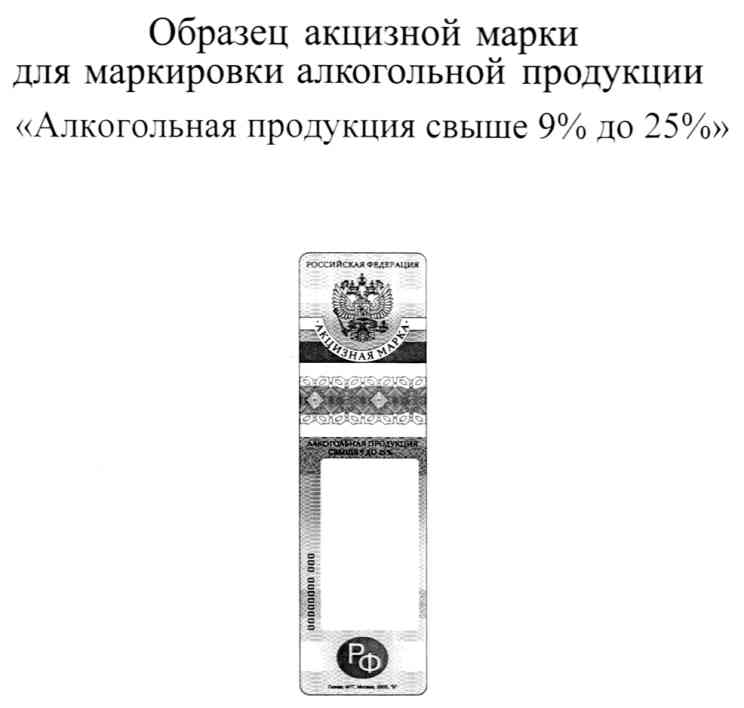 Образец акцизной марки
для маркировки алкогольной продукции
«Алкогольная продукция свыше 9% до 25%»
РОССИЙСКАЯ ФЕДЕРАЦИЯ
·АКЦИЗНАЯ МАРКА·
АЛКОГОЛЬНАЯ ПРОДУКЦИЯ
СВЫШЕ 9 ДО 25%
00000000 000
РФ